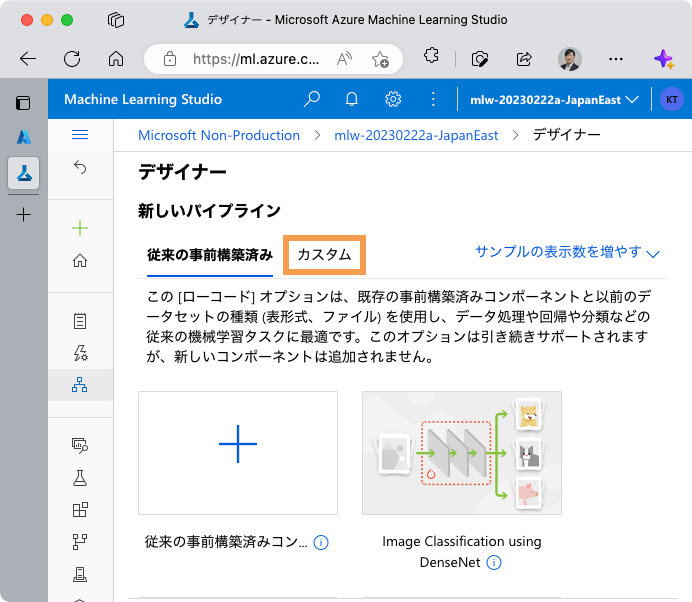 デザイナー - Microsoft Azure Machine Learning Studio
https://ml.azure.c...
Machine Learning Studio
mlw-20230222a-JapanEast
KT
Microsoft Non-Production > mlw-20230222a-JapanEast > デザイナー
デザイナー
新しいパイプライン
従来の事前構築済み
カスタム
サンプルの表示数を増やす
この [ローコード] オプションは、既存の事前構築済みコンポーネントと以前のデ
ータセットの種類 (表形式、ファイル) を使用し、データ処理や回帰や分類などの
従来の機械学習タスクに最適です。このオプションは引き続きサポートされます
が、新しいコンポーネントは追加されません。
従来の事前構築済みコン...
Image Classification using
DenseNet